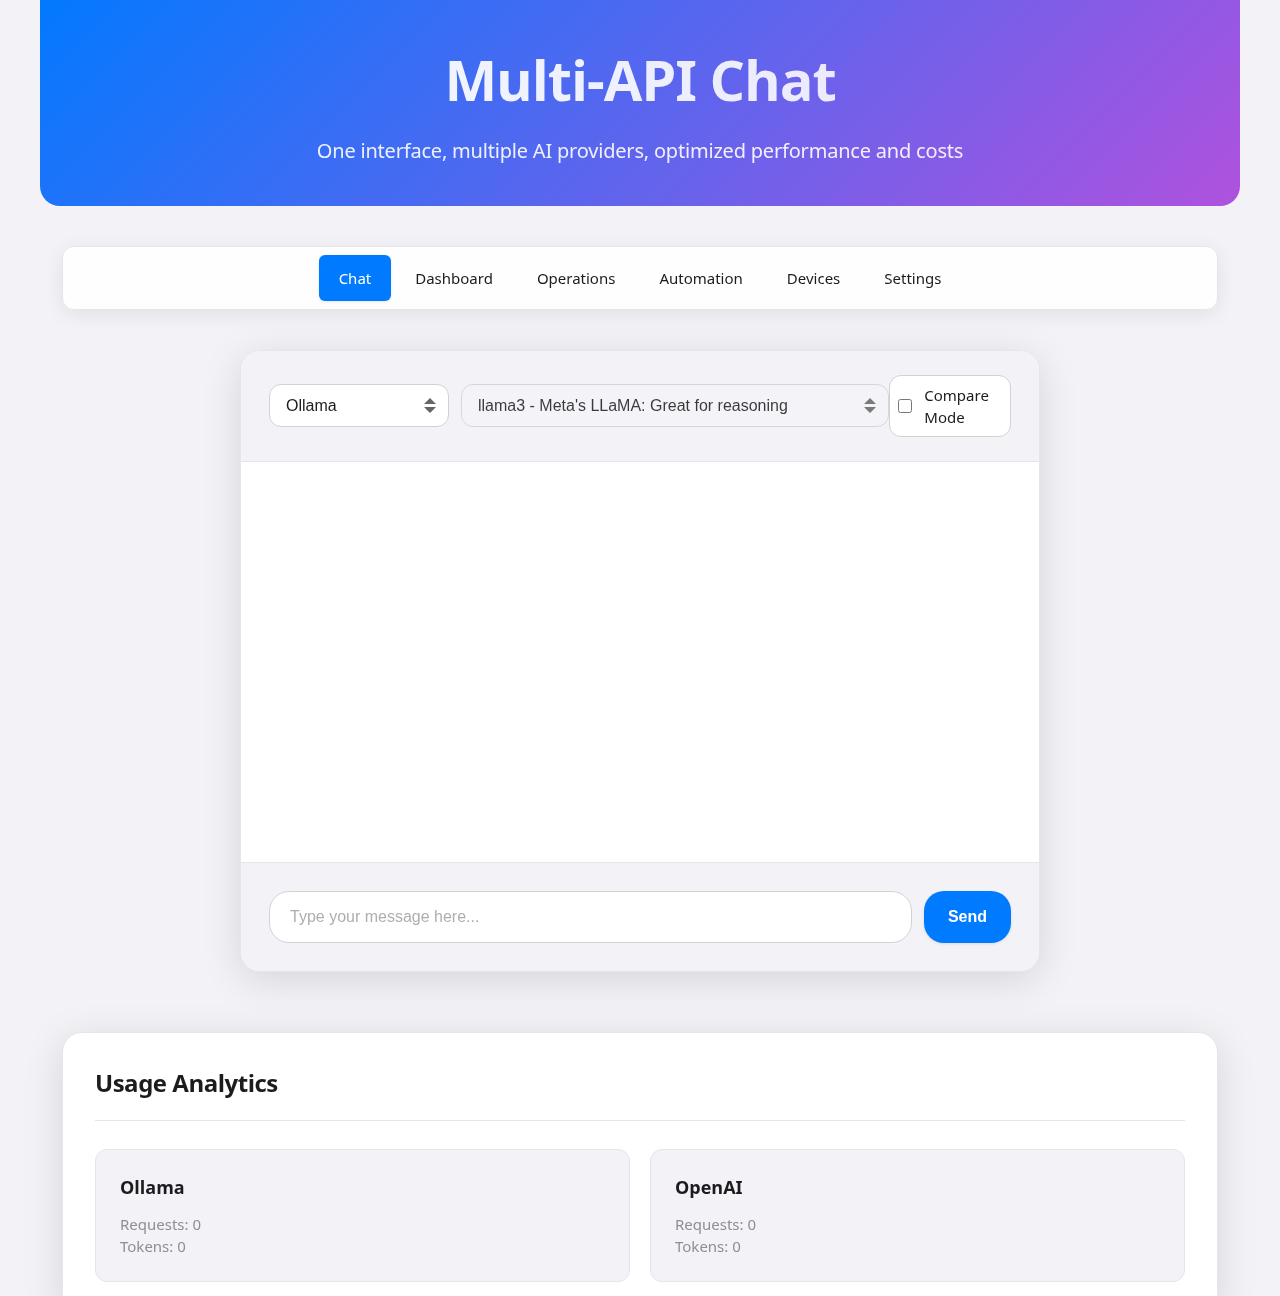 Multi-API Chat
One interface, multiple AI providers, optimized performance and costs
Chat Dashboard Operations Automation Devices Settings
Ollama
llama3 - Meta's LLaMA: Great for reasoning
Compare
Mode
Type your message here...
Send
Usage Analytics
Ollama
Requests: 0
Tokens: 0
OpenAI
Requests: 0
Tokens: 0